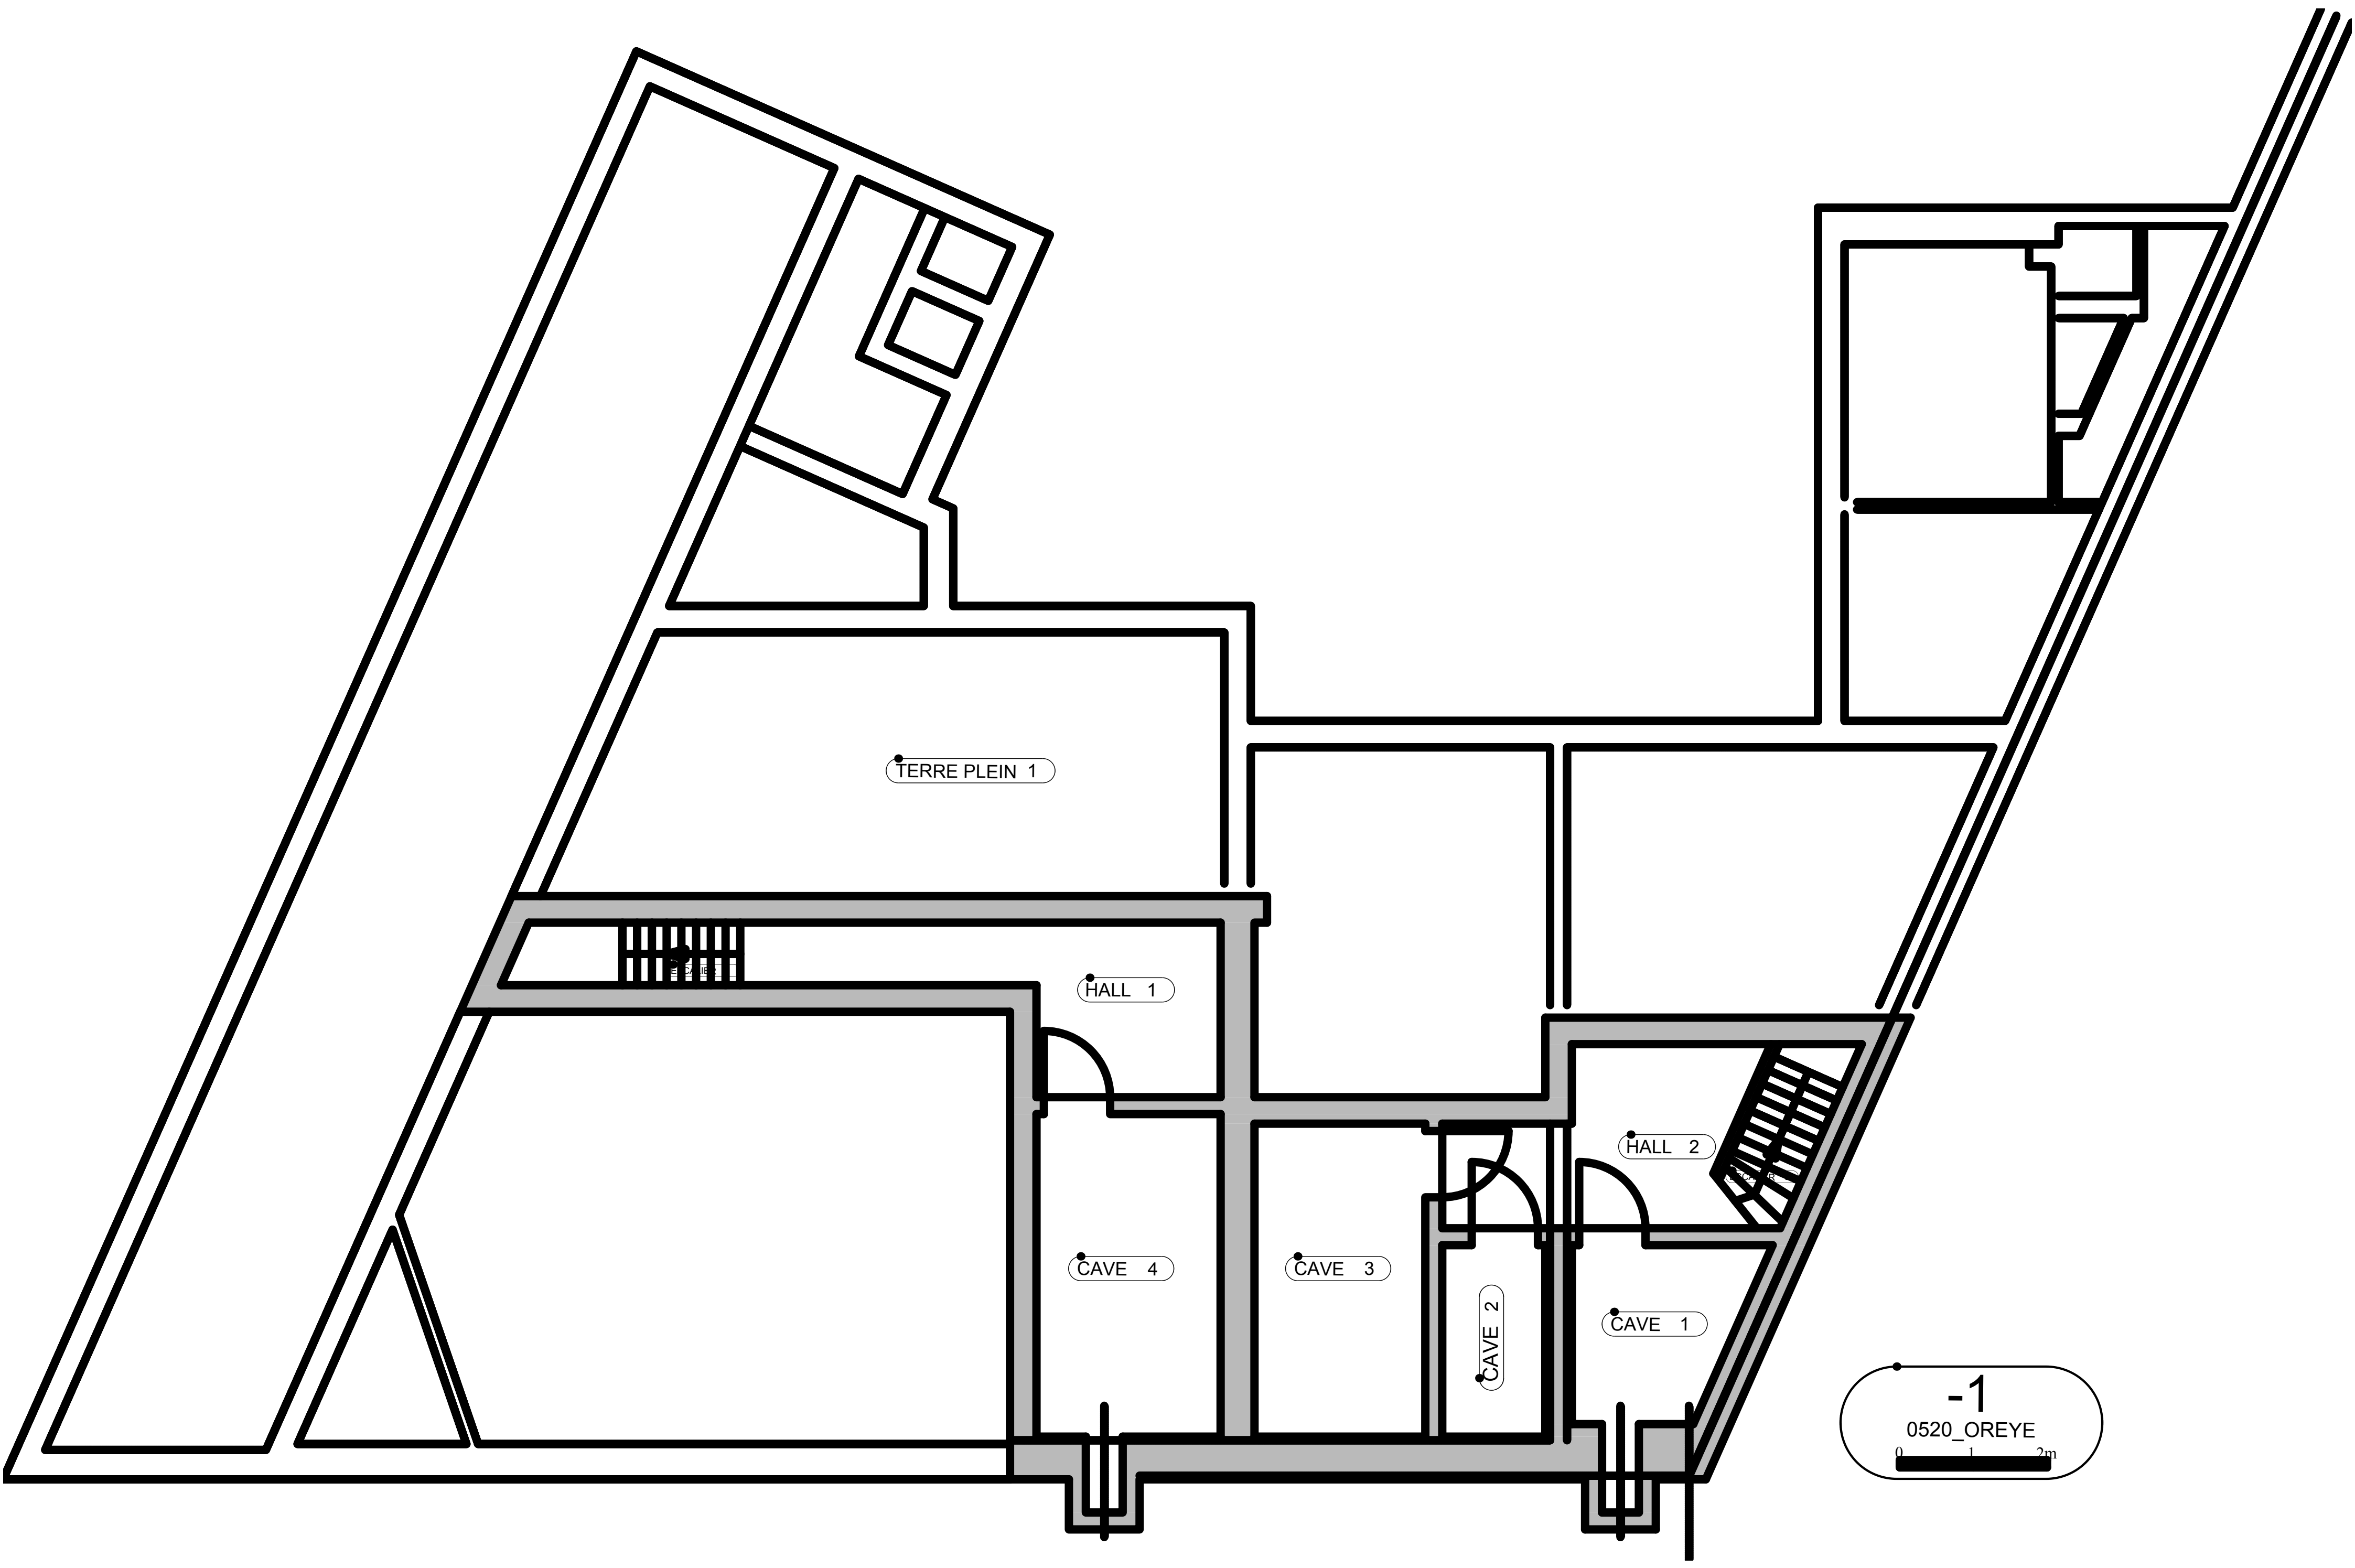 TERRE PLEIN 1
HALL 1
HALL 2
CAVE 4
CAVE 3
CAVE 2
CAVE 1
-1
0520_OREYE
0 1 2m